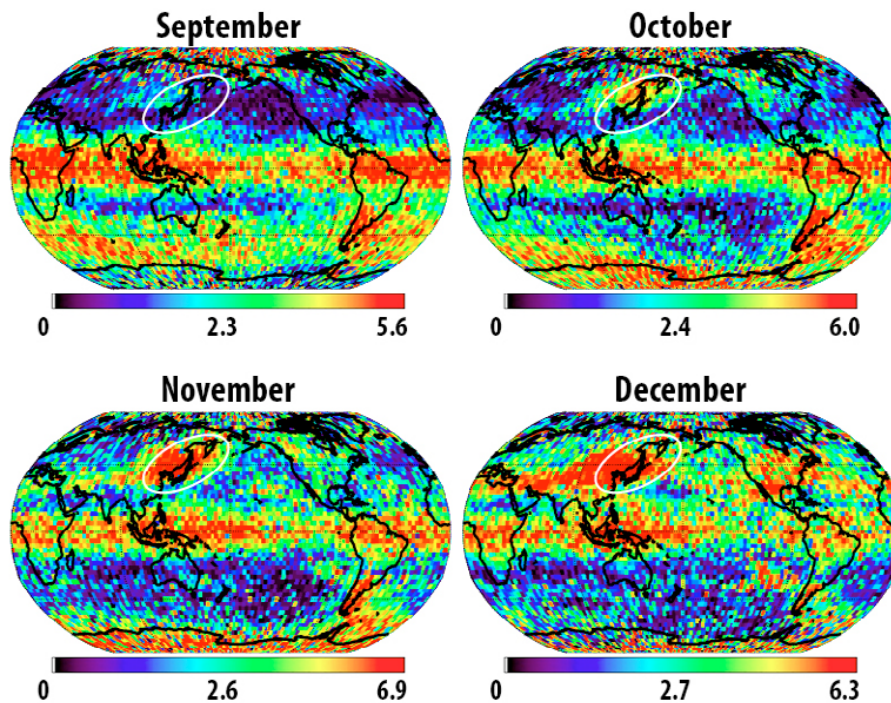 September
October
0 2.3 5.6
0 2.4 6.0
November
December
0 2.6 6.9
0 2.7 6.3